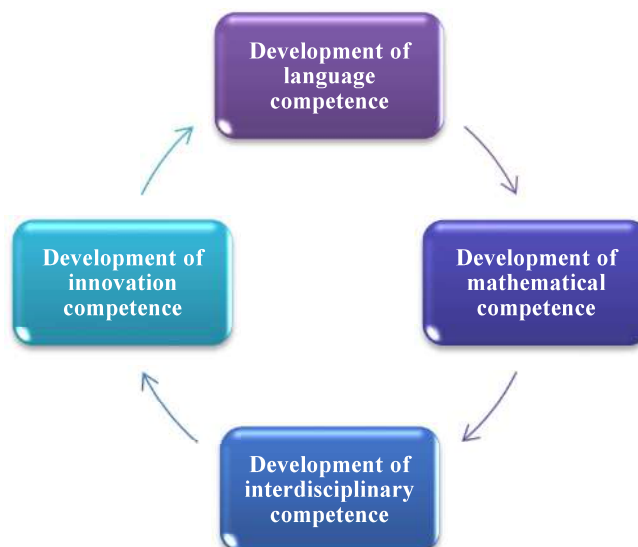 Development of
language
competence
Development of
mathematical
competence
Development of
interdisciplinary
competence
Development of
innovation
competence